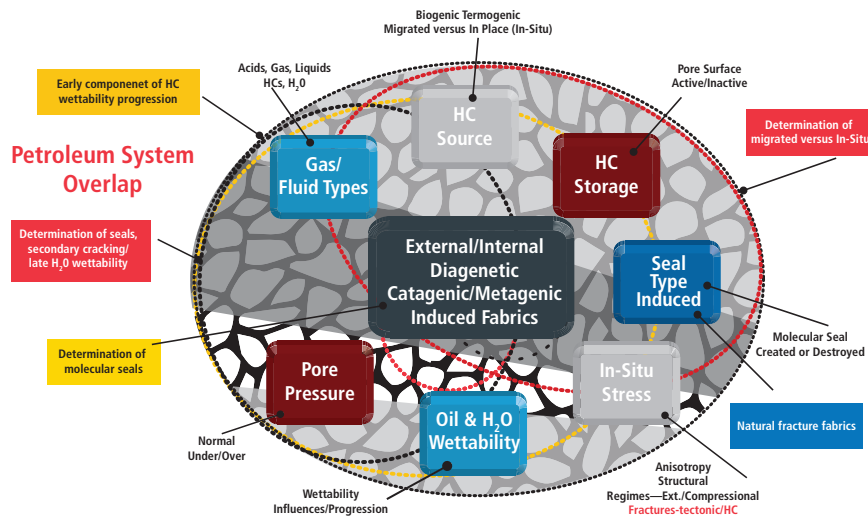 Biogenic Termogenic
Migrated versus In Place (In-Situ)
Early componenet of HC
wettability progression
Acids, Gas, Liquids
HCs, H₂0
HC
Source
Pore Surface
Active/Inactive
Determination of
migrated versus In-Situ
Petroleum System
Overlap
Gas/
Fluid Types
HC
Storage
Determination of seals,
secondary cracking/
late H₂0 wettability
External/Internal
Diagenetic
Catagenic/Metagenic
Induced Fabrics
Seal
Type
Induced
Molecular Seal
Created or Destroyed
Determination of
molecular seals
Pore
Pressure
In-Situ
Stress
Oil & H₂O
Wettability
Natural fracture fabrics
Normal
Under/Over
Wettability
Influences/Progression
Anisotropy
Structural
Regimes—Ext./Compressional
Fractures-tectonic/HC